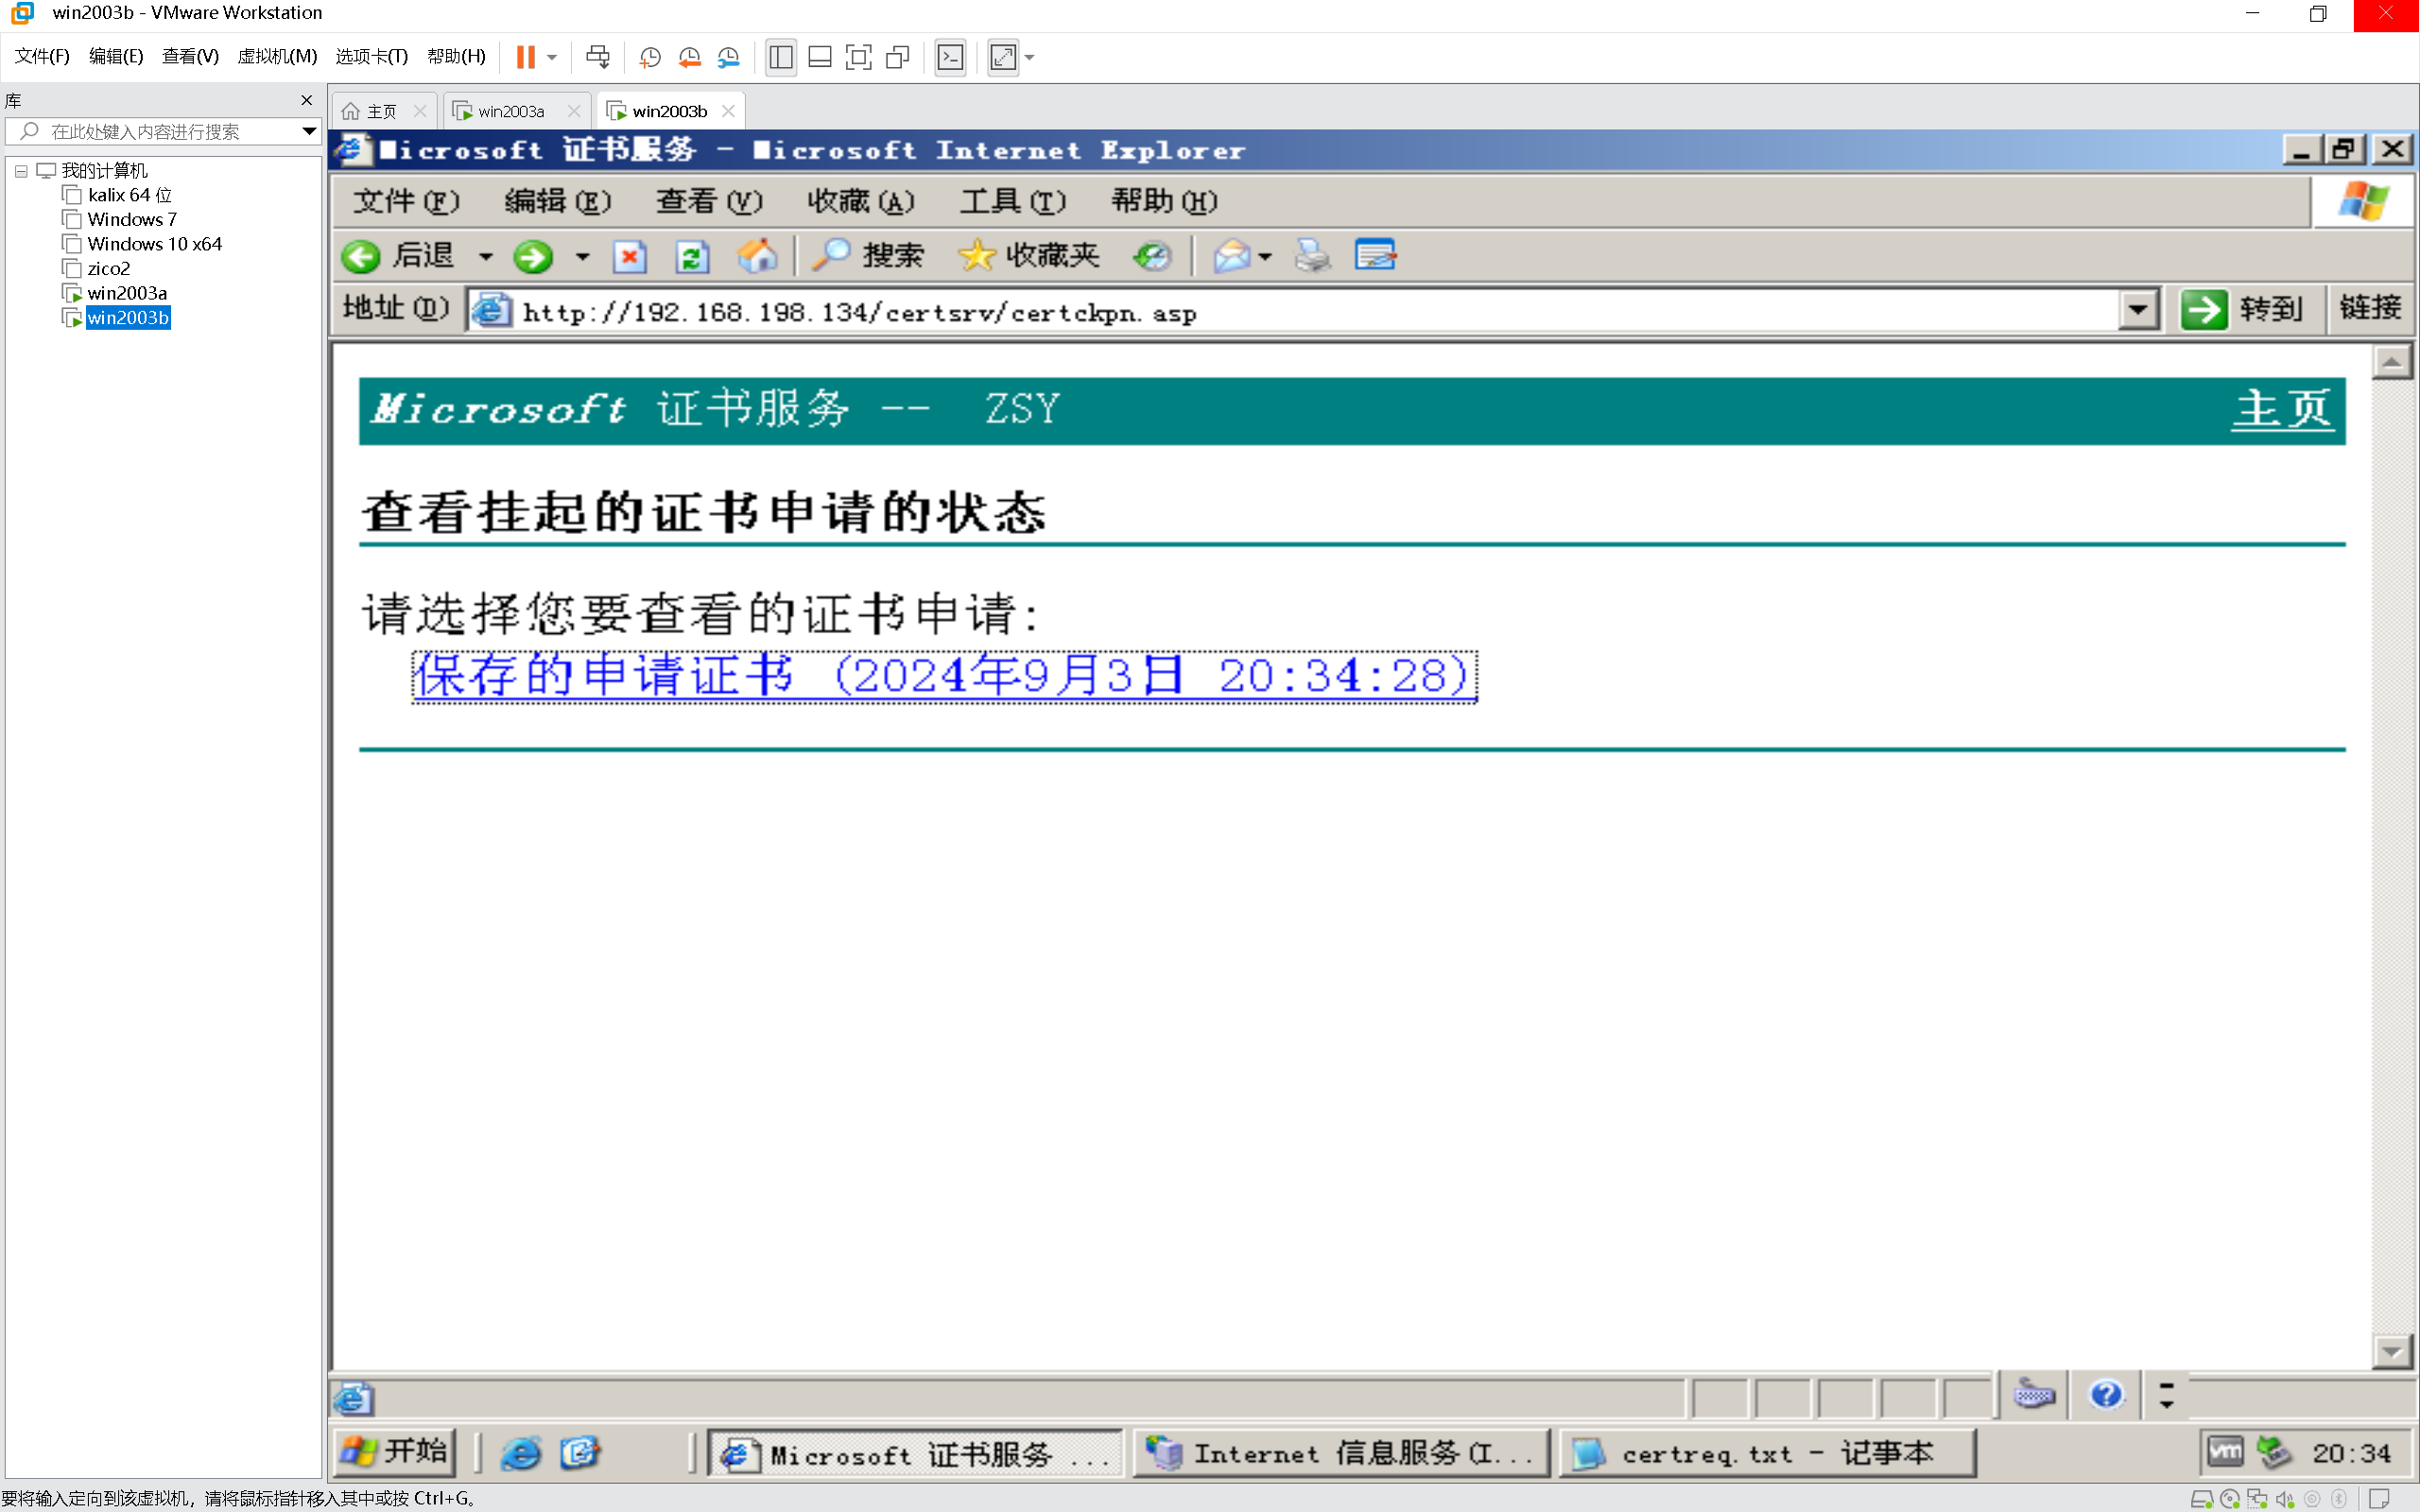 win2003b - VMware Workstation
文件(F) 编辑(E) 查看(V) 虚拟机(M) 选项卡(T) 帮助(H)
库
在此处键入内容进行搜索
我的计算机
kalix 64 位
Windows 7
Windows 10 x64
zico2
win2003a
win2003b
主页 win2003a win2003b
Microsoft 证书服务 - Microsoft Internet Explorer
文件(F) 编辑(E) 查看(V) 收藏(A) 工具(T) 帮助(H)
后退 搜索 收藏夹
地址(D) http://192.168.198.134/certsrv/certckpn.asp 转到 链接
Microsoft 证书服务 -- ZSY 主页
查看挂起的证书申请的状态
请选择您要查看的证书申请:
保存的申请证书 (2024年9月3日 20:34:28)
开始 Microsoft 证书服务 ... Internet 信息服务(I... certreq.txt - 记事本 vm 20:34
要将输入定向到该虚拟机，请将鼠标指针移入其中或按 Ctrl+G。